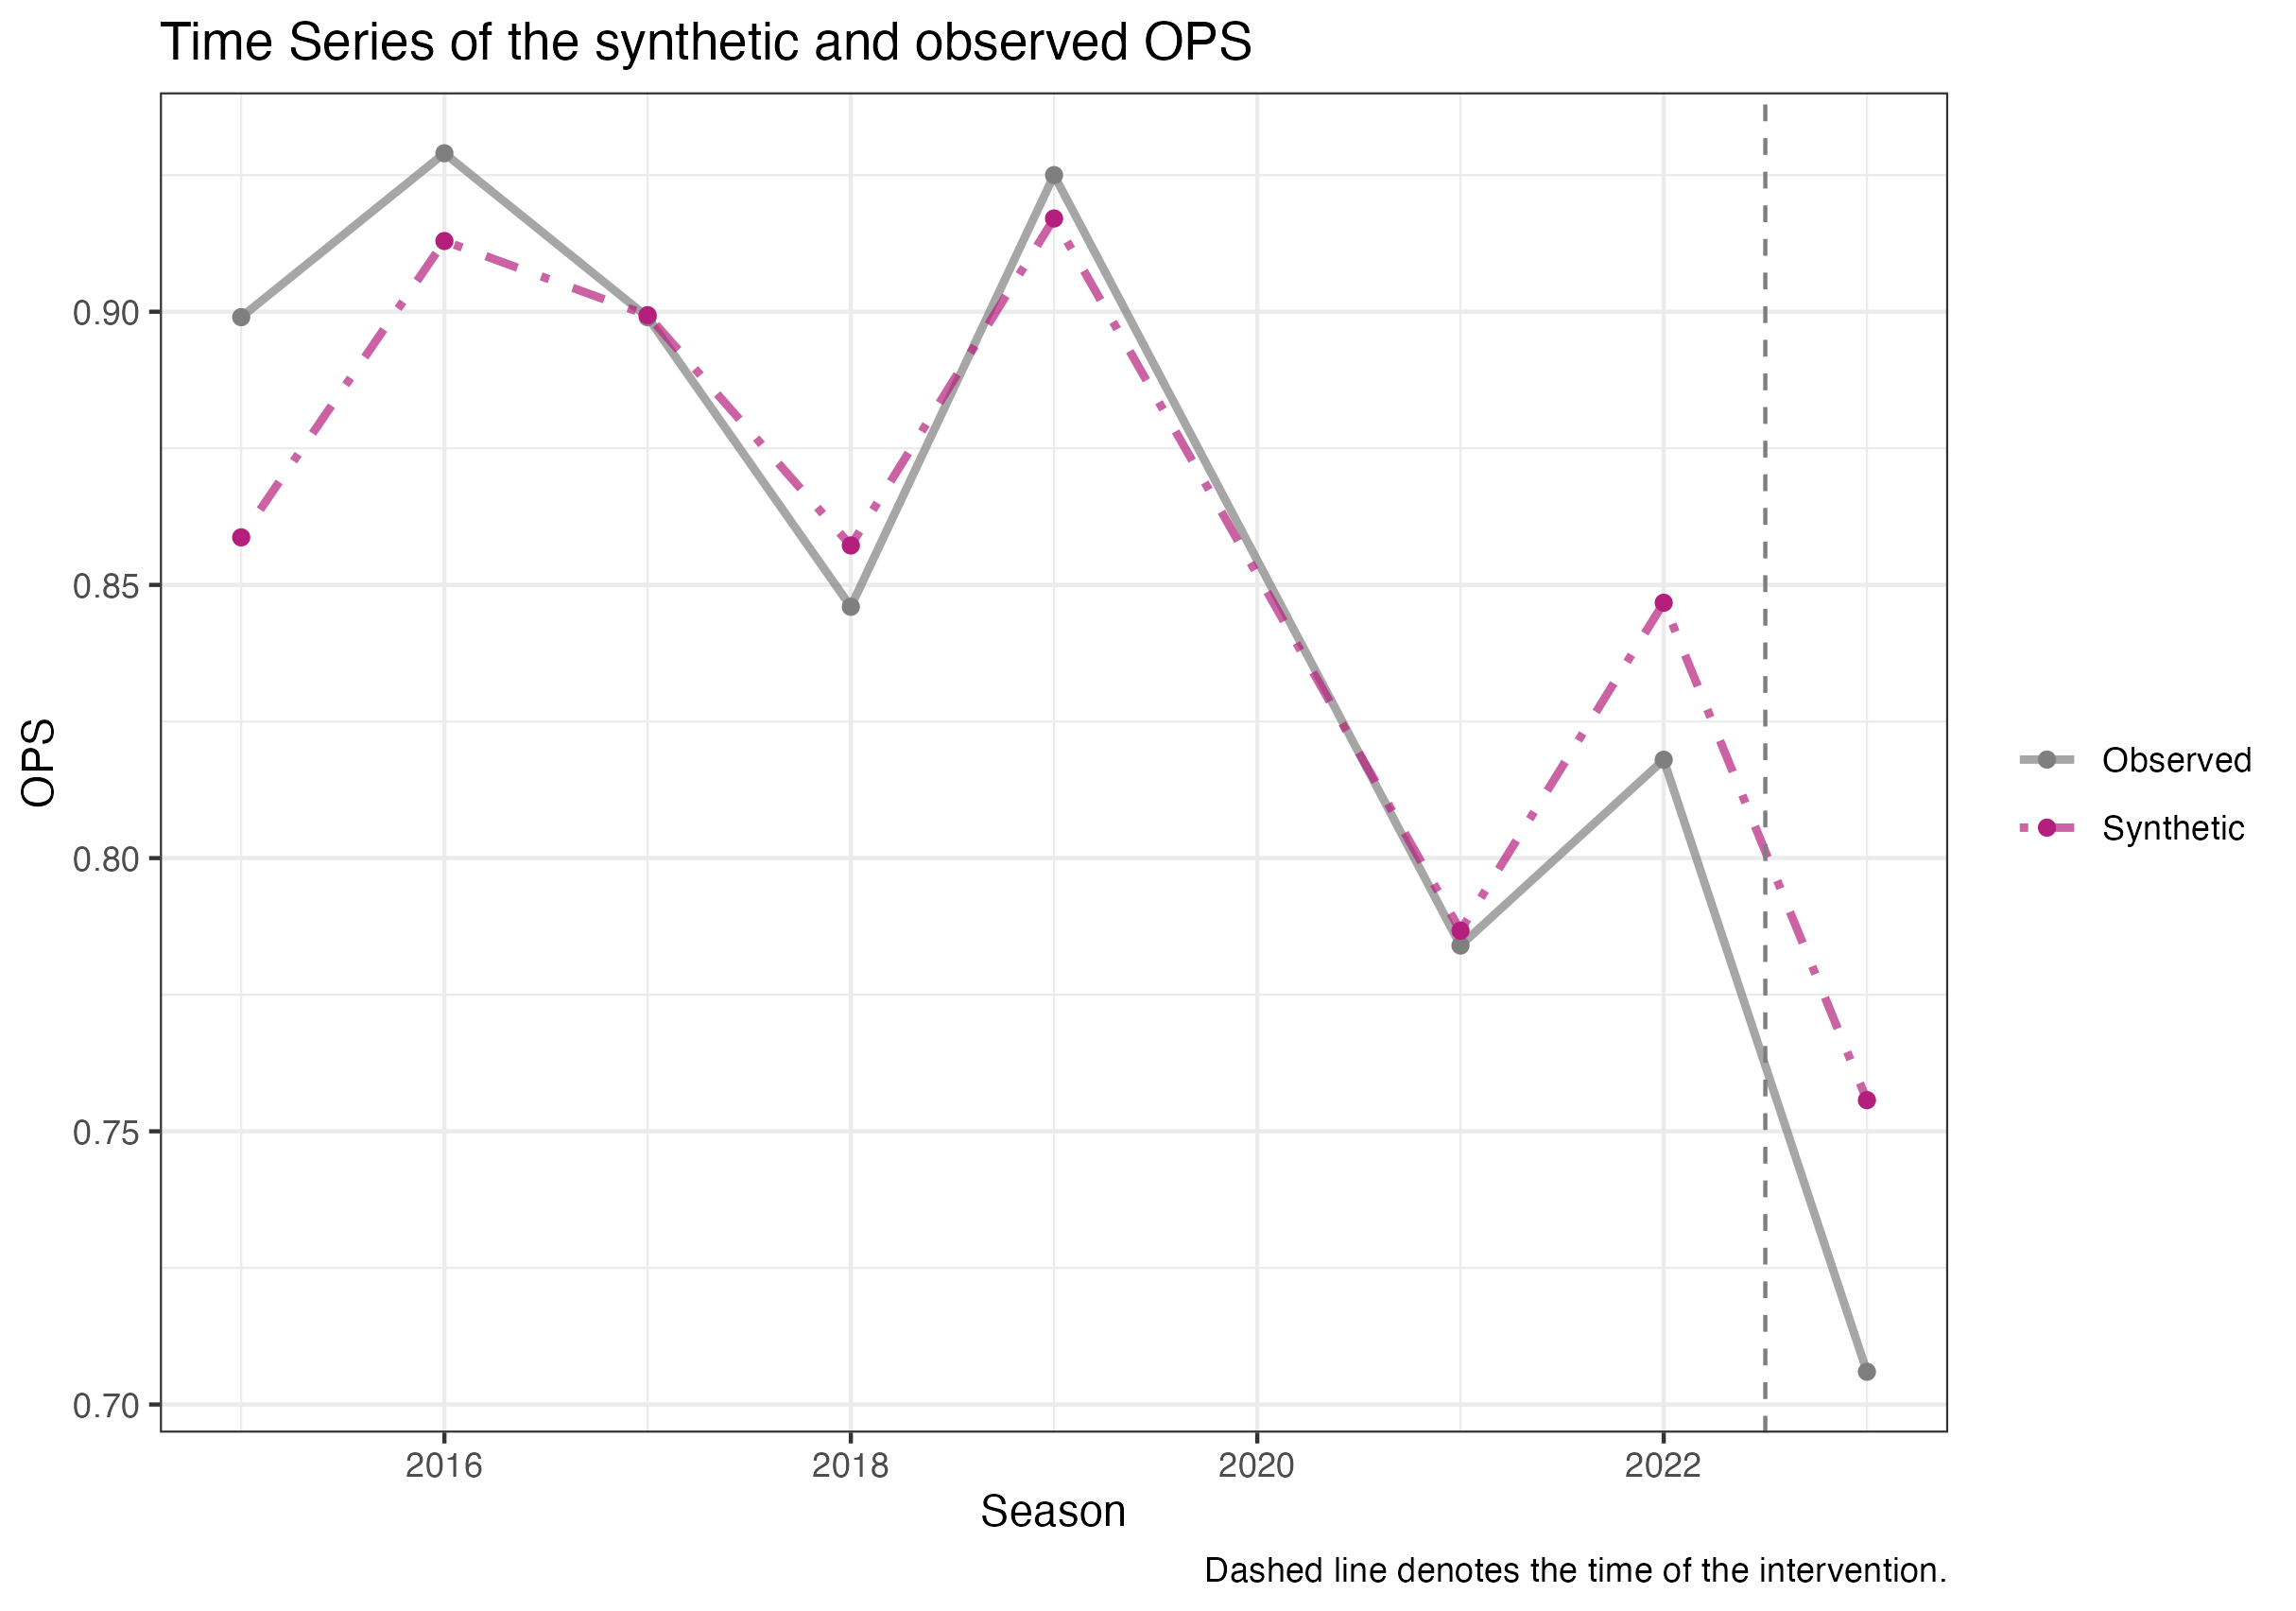 Time Series of the synthetic and observed OPS
OPS
0.90
0.85
0.80
0.75
0.70
2016
2018
2020
2022
Season
Observed
Synthetic
Dashed line denotes the time of the intervention.